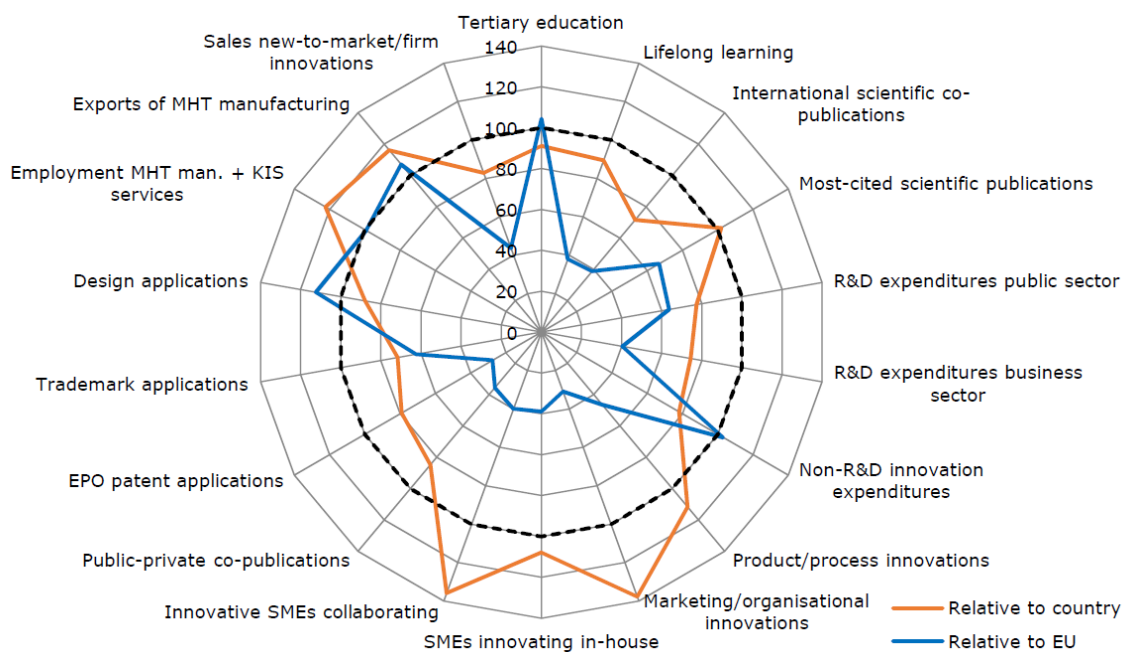 Tertiary education
Lifelong learning
International scientific co-
publications
Most-cited scientific publications
R&D expenditures public sector
R&D expenditures business
sector
Non-R&D innovation
expenditures
Product/process innovations
Marketing/organisational
innovations
SMEs innovating in-house
Innovative SMEs collaborating
Public-private co-publications
EPO patent applications
Trademark applications
Design applications
Employment MHT man. + KIS
services
Exports of MHT manufacturing
Sales new-to-market/firm
innovations
140
120
100
80
60
40
20
0
Relative to country
Relative to EU